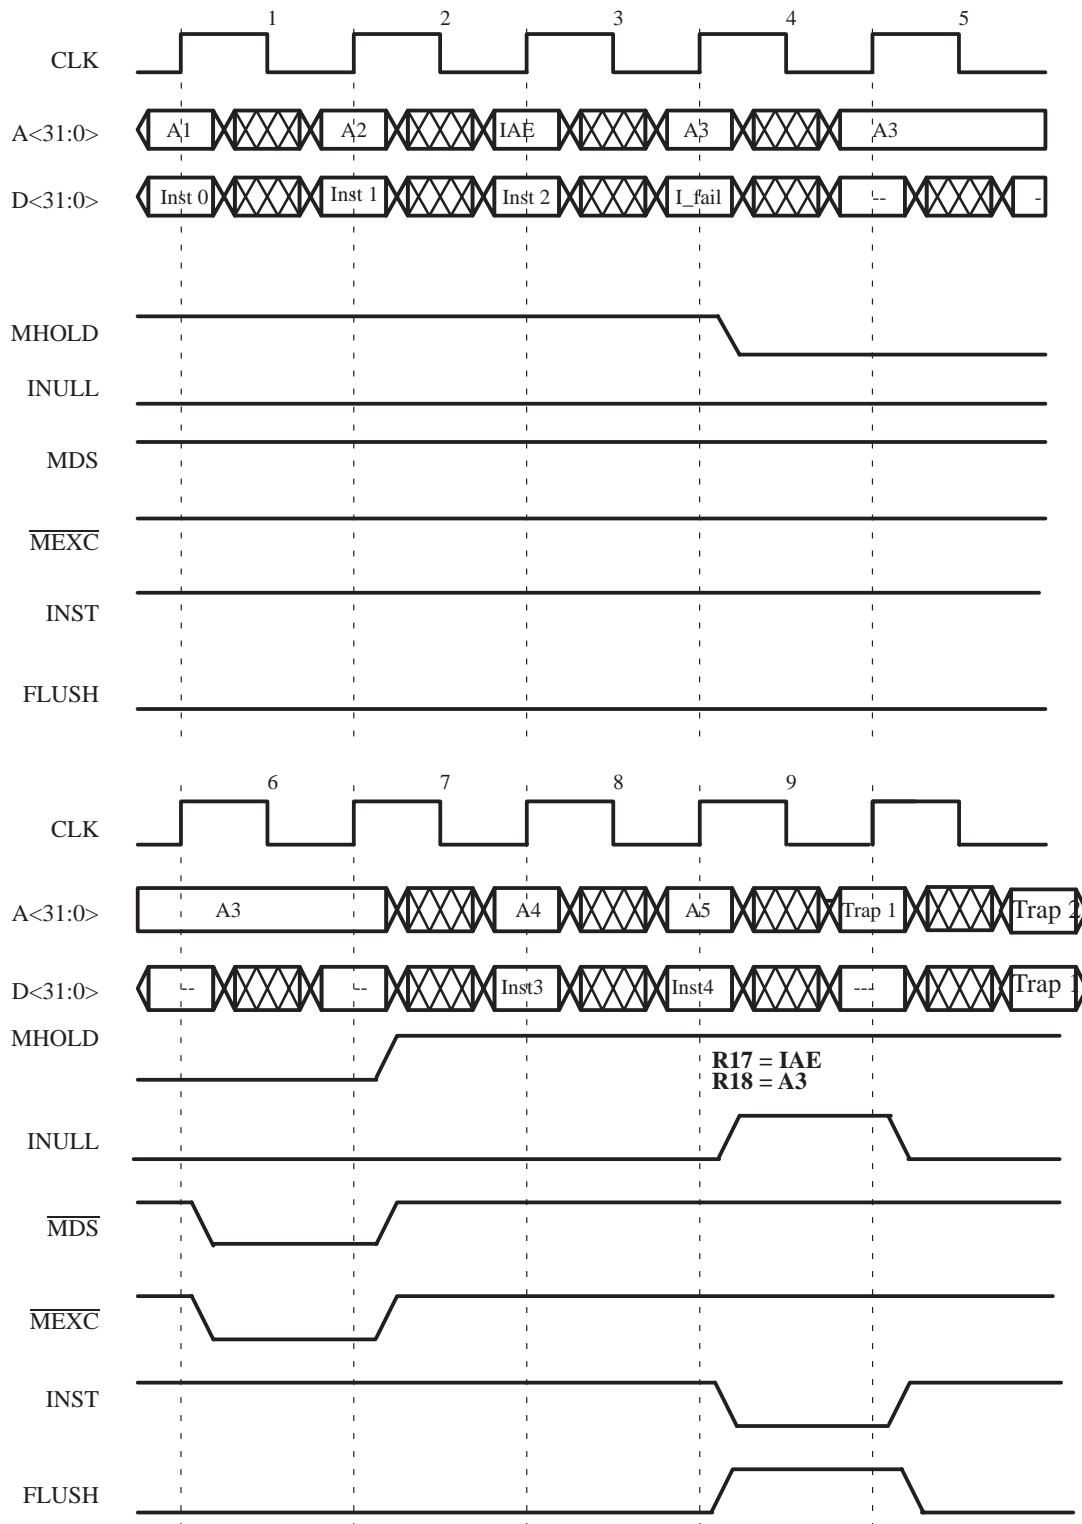 1 2 3 4 5
CLK
A<31:0> A1 A2 IAE A3 A3
D<31:0> Inst 0 Inst 1 Inst 2 I_fail -- -
MHOLD
INULL
MDS
MEXC
INST
FLUSH
6 7 8 9
CLK
A<31:0> A3 A4 A5 Trap 1 Trap 2
D<31:0> -- -- Inst3 Inst4 --- Trap 1
MHOLD
R17 = IAE
R18 = A3
INULL
MDS
MEXC
INST
FLUSH